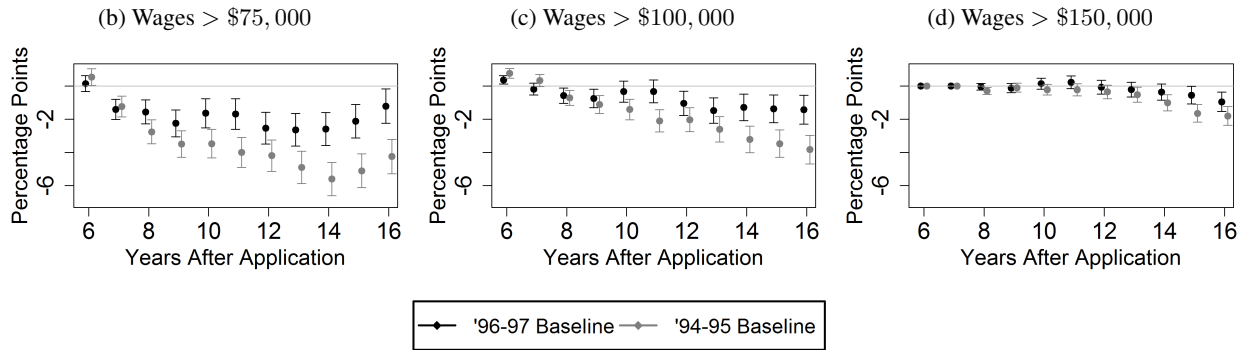 (b) Wages > $75, 000
Percentage Points
-2
-6
6 8 10 12 14 16
Years After Application
(c) Wages > $100, 000
Percentage Points
-2
-6
6 8 10 12 14 16
Years After Application
(d) Wages > $150, 000
Percentage Points
-2
-6
6 8 10 12 14 16
Years After Application
'96-97 Baseline '94-95 Baseline